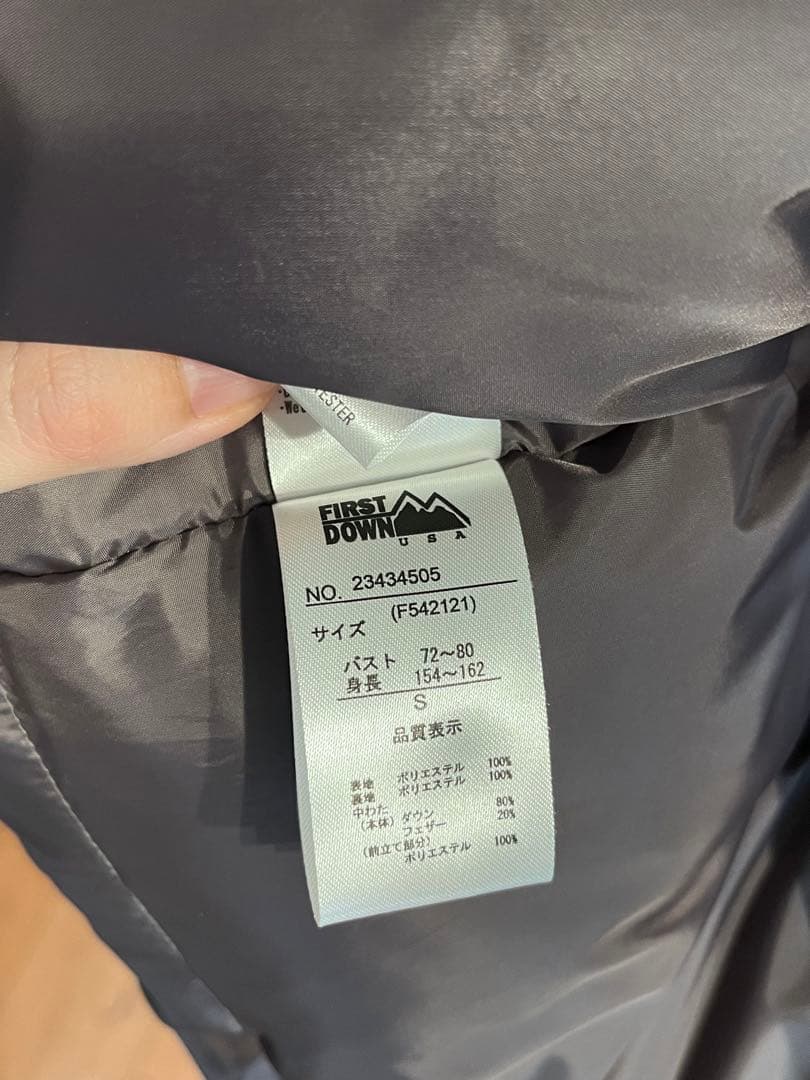 ·Wet
ESTER
FIRST
DOWN
USA
NO. 23434505
(F542121)
サイズ
バスト 72〜80
身長 154〜162
S
品質表示
表地 ポリエステル 100%
裏地 ポリエステル 100%
中わた
(本体) ダウン 80%
フェザー 20%
(前立て部分)
ポリエステル 100%